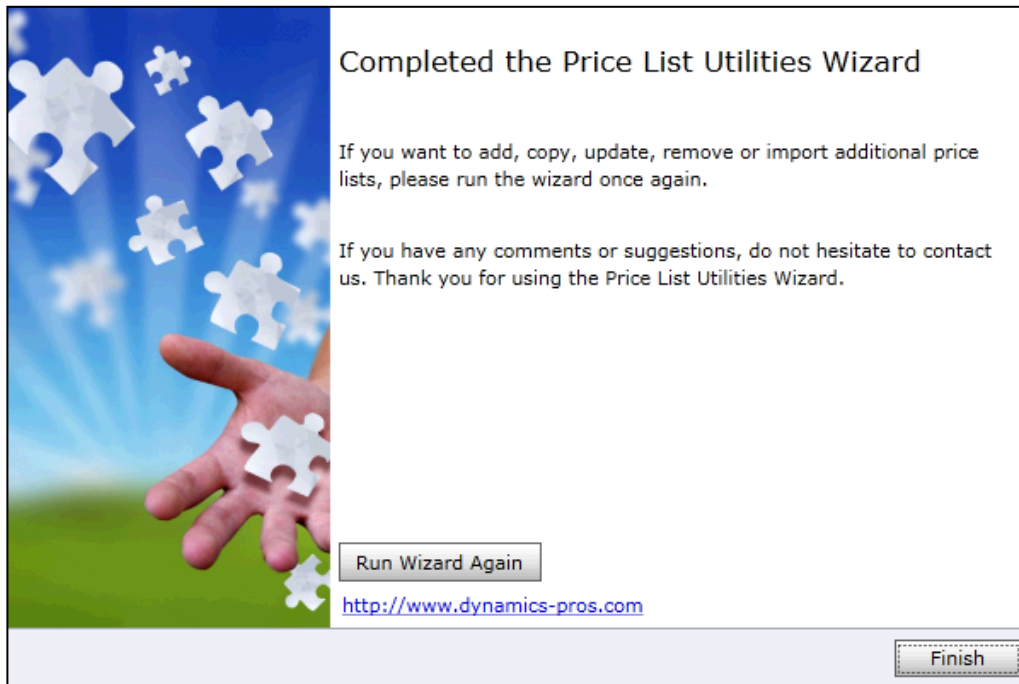 Completed the Price List Utilities Wizard
If you want to add, copy, update, remove or import additional price
lists, please run the wizard once again.
If you have any comments or suggestions, do not hesitate to contact
us. Thank you for using the Price List Utilities Wizard.
Run Wizard Again
http://www.dynamics-pros.com
Finish